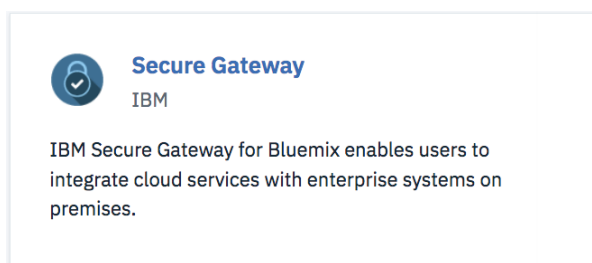 Secure Gateway
IBM
IBM Secure Gateway for Bluemix enables users to
integrate cloud services with enterprise systems on
premises.